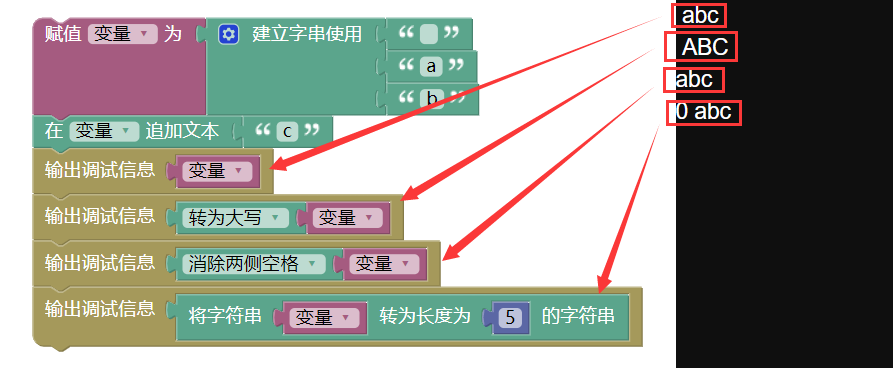 赋值 变量 为 建立字串使用 “ ”
“ a ”
“ b ”
在 变量 追加文本 “ c ”
输出调试信息 变量
输出调试信息 转为大写 变量
输出调试信息 消除两侧空格 变量
输出调试信息 将字符串 变量 转为长度为 5 的字符串
abc
ABC
abc
0 abc